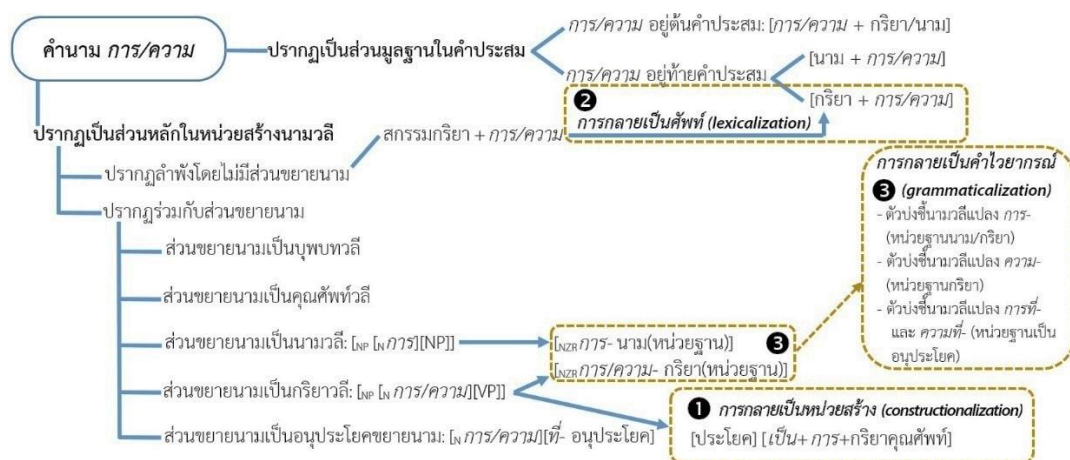 คำนาม การ/ความ
ปรากฏเป็นส่วนมูลฐานในคำประสม
การ/ความ อยู่ต้นคำประสม: [การ/ความ + กริยา/นาม]
การ/ความ อยู่ท้ายคำประสม
[นาม + การ/ความ]
[กริยา + การ/ความ]
❷
การกลายเป็นศัพท์ (lexicalization)
ปรากฏเป็นส่วนหลักในหน่วยสร้างนามวลี
สกรรมกริยา + การ/ความ
ปรากฏลำพังโดยไม่มีส่วนขยายนาม
ปรากฏร่วมกับส่วนขยายนาม
ส่วนขยายนามเป็นบุพบทวลี
ส่วนขยายนามเป็นคุณศัพท์วลี
ส่วนขยายนามเป็นนามวลี: [NP [N การ][NP]]
[NZR การ- นาม(หน่วยฐาน)] ❸
[NZR การ/ความ- กริยา(หน่วยฐาน)]
ส่วนขยายนามเป็นกริยาวลี: [NP [N การ/ความ][VP]]
ส่วนขยายนามเป็นอนุประโยคขยายนาม: [N การ/ความ][ที่- อนุประโยค]
❶ การกลายเป็นหน่วยสร้าง (constructionalization)
[ประโยค] [เป็น+ การ+กริยาคุณศัพท์]
การกลายเป็นคำไวยากรณ์
❸ (grammaticalization)
- ตัวบ่งชี้นามวลีแปลง การ-
(หน่วยฐานนาม/กริยา)
- ตัวบ่งชี้นามวลีแปลง ความ-
(หน่วยฐานกริยา)
- ตัวบ่งชี้นามวลีแปลง การที่-
และ ความที่- (หน่วยฐานเป็น
อนุประโยค)